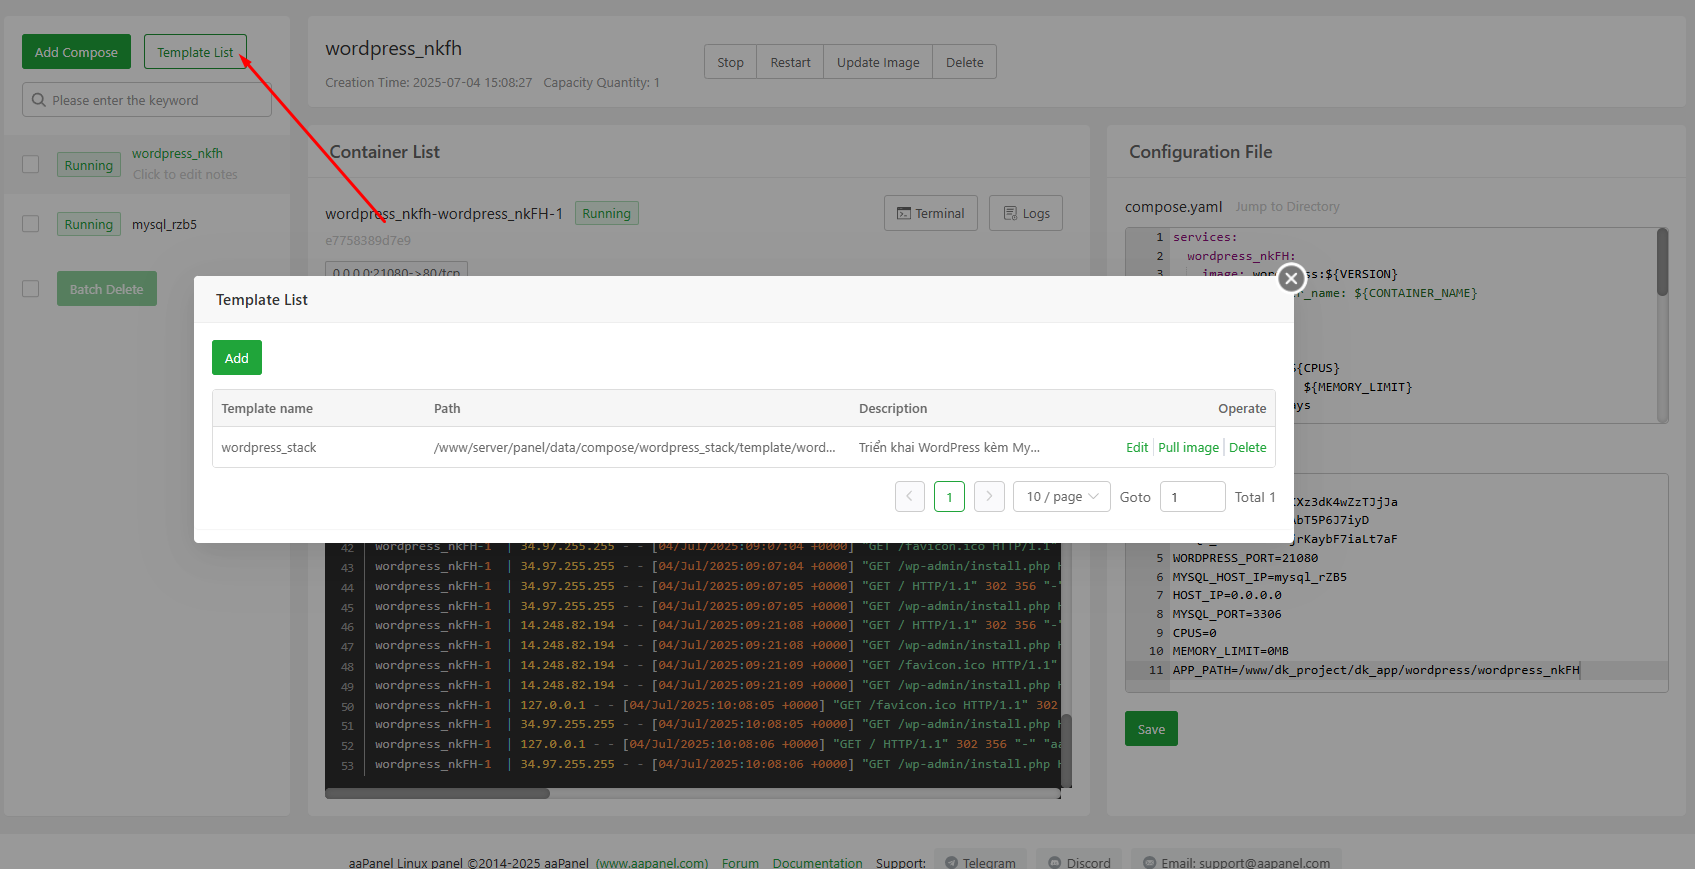 Add Compose
Template List
Please enter the keyword
Running
wordpress_nkfh
Click to edit notes
Running
mysql_rzb5
Batch Delete
wordpress_nkfh
Creation Time: 2025-07-04 15:08:27 Capacity Quantity: 1
Stop
Restart
Update Image
Delete
Container List
wordpress_nkfh-wordpress_nkFH-1
Running
Terminal
Logs
e7758389d7e9
0.0.0.0:21080->80/tcp
Configuration File
compose.yaml Jump to Directory
1 services:
2 wordpress_nkFH:
3 image: wordpress:${VERSION}
r_name: ${CONTAINER_NAME}
${CPUS}
${MEMORY_LIMIT}
ays
Template List
Add
Template name Path Description Operate
wordpress_stack /www/server/panel/data/compose/wordpress_stack/template/word... Triển khai WordPress kèm My... Edit Pull image Delete
1 10 / page Goto 1 Total 1
42 wordpress_nkFH-1 | 34.97.255.255 - - [04/Jul/2025:09:07:04 +0000] "GET /favicon.ico HTTP/1.1"
43 wordpress_nkFH-1 | 34.97.255.255 - - [04/Jul/2025:09:07:04 +0000] "GET /wp-admin/install.php H
44 wordpress_nkFH-1 | 34.97.255.255 - - [04/Jul/2025:09:07:05 +0000] "GET / HTTP/1.1" 302 356 "-"
45 wordpress_nkFH-1 | 34.97.255.255 - - [04/Jul/2025:09:07:05 +0000] "GET /wp-admin/install.php H
46 wordpress_nkFH-1 | 14.248.82.194 - - [04/Jul/2025:09:21:08 +0000] "GET / HTTP/1.1" 302 356 "-"
47 wordpress_nkFH-1 | 14.248.82.194 - - [04/Jul/2025:09:21:08 +0000] "GET /wp-admin/install.php H
48 wordpress_nkFH-1 | 14.248.82.194 - - [04/Jul/2025:09:21:09 +0000] "GET /favicon.ico HTTP/1.1"
49 wordpress_nkFH-1 | 14.248.82.194 - - [04/Jul/2025:09:21:09 +0000] "GET /wp-admin/install.php H
50 wordpress_nkFH-1 | 127.0.0.1 - - [04/Jul/2025:10:08:05 +0000] "GET /favicon.ico HTTP/1.1" 302
51 wordpress_nkFH-1 | 34.97.255.255 - - [04/Jul/2025:10:08:05 +0000] "GET /wp-admin/install.php H
52 wordpress_nkFH-1 | 127.0.0.1 - - [04/Jul/2025:10:08:06 +0000] "GET / HTTP/1.1" 302 356 "-" "aa
53 wordpress_nkFH-1 | 34.97.255.255 - - [04/Jul/2025:10:08:06 +0000] "GET /wp-admin/install.php H
Xz3dK4wZzTJjJa
bT5P6J7iyD
jrKaybF7iaLt7aF
5 WORDPRESS_PORT=21080
6 MYSQL_HOST_IP=mysql_rZB5
7 HOST_IP=0.0.0.0
8 MYSQL_PORT=3306
9 CPUS=0
10 MEMORY_LIMIT=0MB
11 APP_PATH=/www/dk_project/dk_app/wordpress/wordpress_nkFH
Save
aaPanel Linux panel ©2014-2025 aaPanel (www.aapanel.com) Forum Documentation Support: Telegram Discord Email: support@aapanel.com